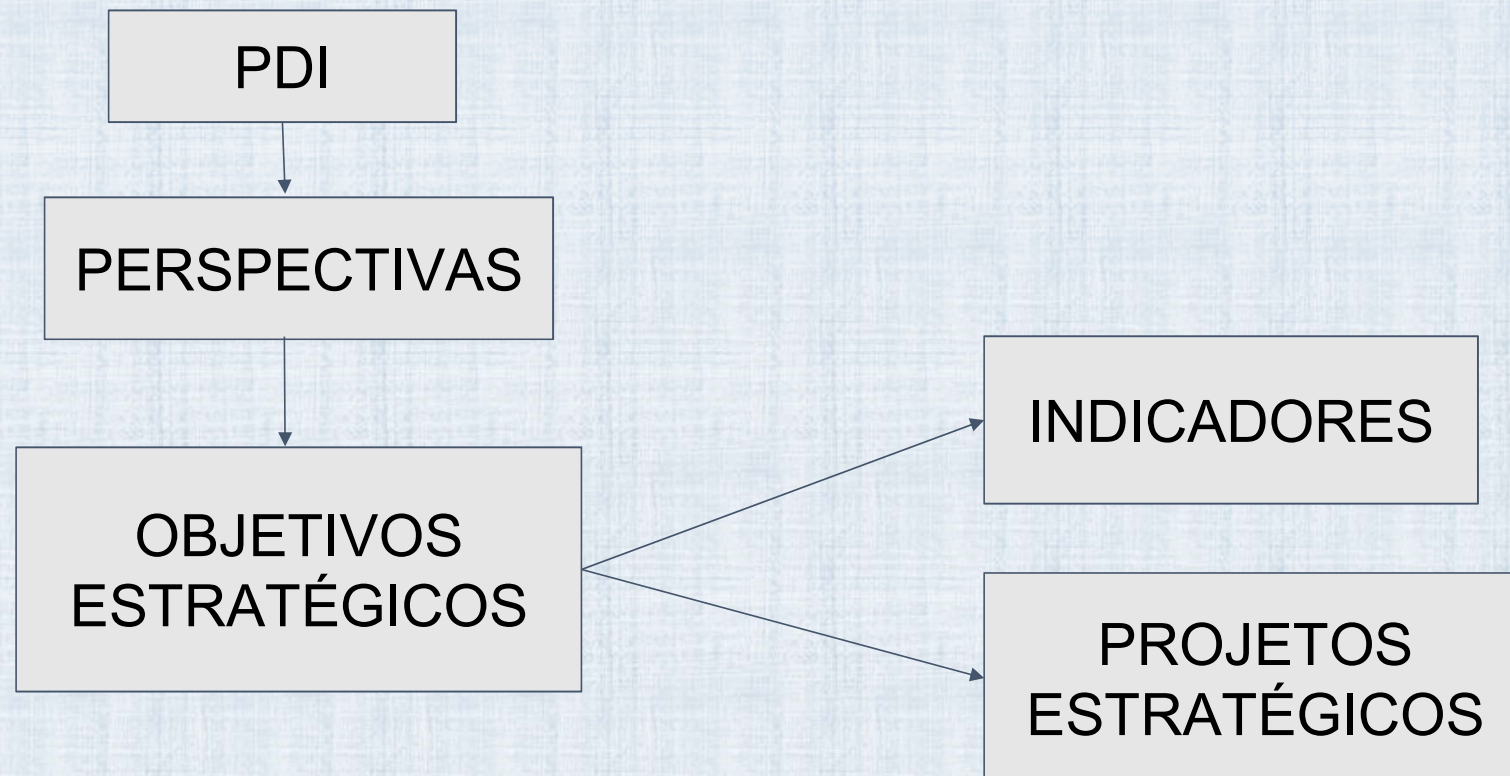 PDI
PERSPECTIVAS
OBJETIVOS
ESTRATÉGICOS
INDICADORES
PROJETOS
ESTRATÉGICOS